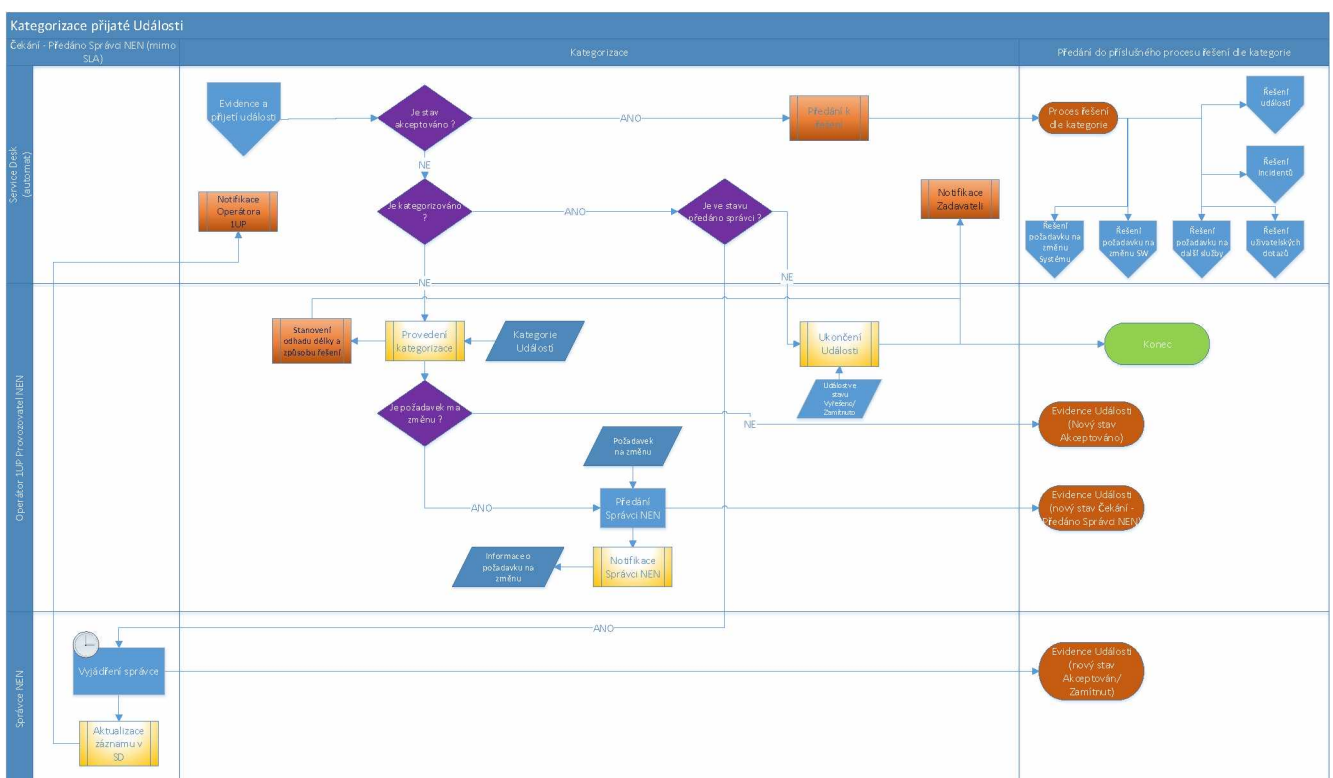 Kategorizace přijaté Události
Čekání - Předáno Správci NEN (mimo
SLA)
Kategorizace
Předání do příslušného procesu řešení dle kategorie
Service Desk
(automat)
Evidence a
přijetí události
Je stav
akceptováno ?
ANO
Předání k
řešení
Proces řešení
dle kategorie
Řešení
událostí
Řešení
Incidentů
Řešení
požadavku na
změnu
Systému
Řešení
požadavku na
změnu SW
Řešení
požadavku na
další služby
Řešení
uživatelských
dotazů
NE
Notifikace
Operátora
1UP
Je kategorizováno
?
ANO
Je ve stavu
předáno správci ?
Notifikace
Zadavateli
NE
NE
Operátor 1UP Provozovatel NEN
Stanovení
odhadu délky a
způsobu řešení
Provedení
kategorizace
Kategorie
Událostí
Ukončení
Události
Konec
Událost ve
stavu
Vyřešeno/
Zamítnuto
Je požadavek ma
změnu ?
NE
Evidence Události
(Nový stav
Akceptováno)
Požadavek
na změnu
ANO
Předání
Správci NEN
Evidence Události
(nový stav Čekání -
Předáno Správci NEN)
Informace o
požadavku na
změnu
Notifikace
Správci NEN
Správce NEN
ANO
Vyjádření správce
Evidence Události
(nový stav
Akceptován/
Zamítnut)
Aktualizace
záznamu v
SD